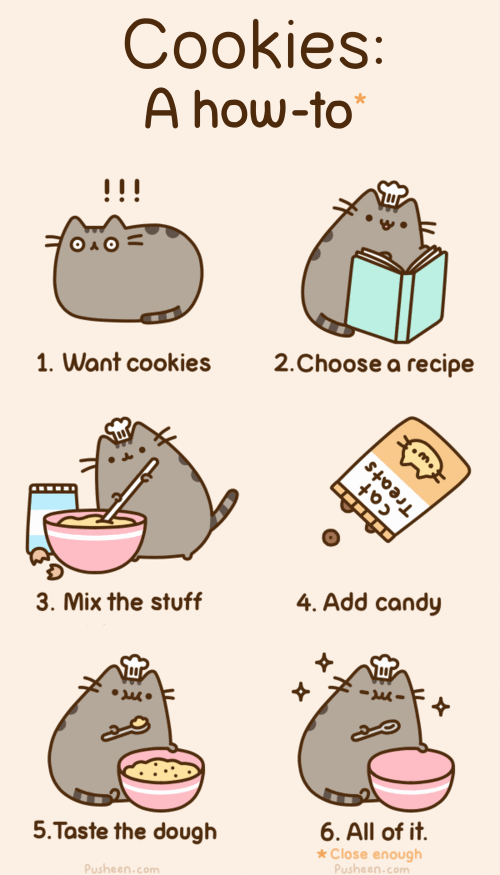 Cookies:
A how-to*
!!!
1. Want cookies
2. Choose a recipe
Cat
Treats
3. Mix the stuff
4. Add candy
5. Taste the dough
6. All of it.
* Close enough
Pusheen.com
Pusheen.com